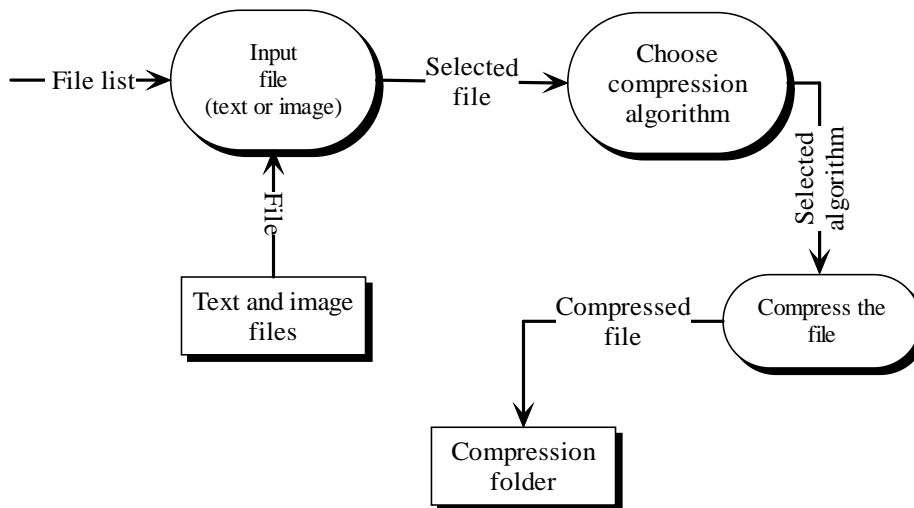 File list
Input
file
(text or image)
Selected
file
Choose
compression
algorithm
Selected
algorithm
File
Text and image
files
Compress the
file
Compressed
file
Compression
folder